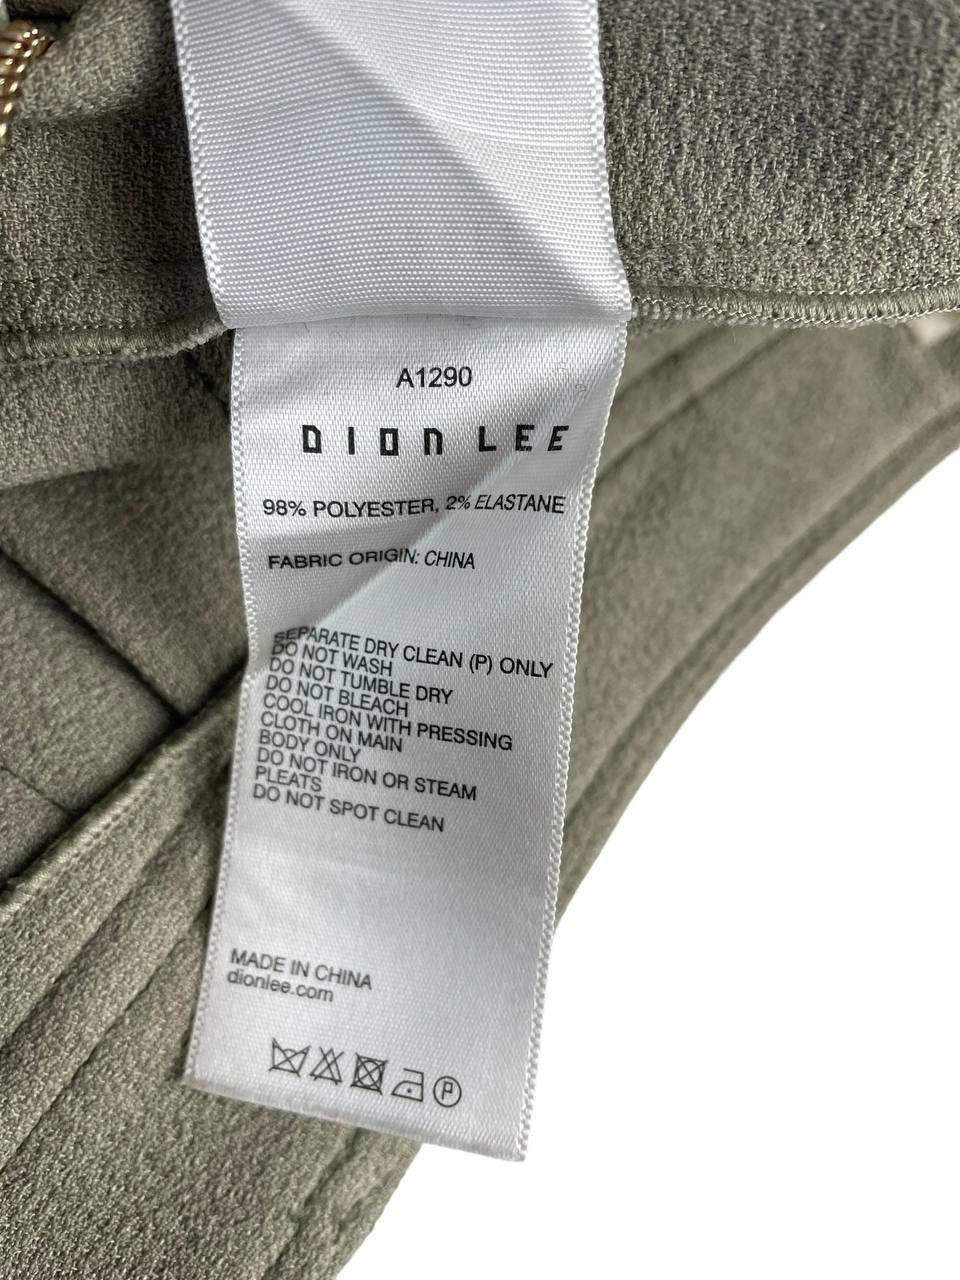 A1290
DION LEE
98% POLYESTER, 2% ELASTANE
FABRIC ORIGIN: CHINA
SEPARATE DRY CLEAN (P) ONLY
DO NOT WASH
DO NOT TUMBLE DRY
DO NOT BLEACH
COOL IRON WITH PRESSING
CLOTH ON MAIN
BODY ONLY
DO NOT IRON OR STEAM
PLEATS
DO NOT SPOT CLEAN
MADE IN CHINA
dionlee.com
P